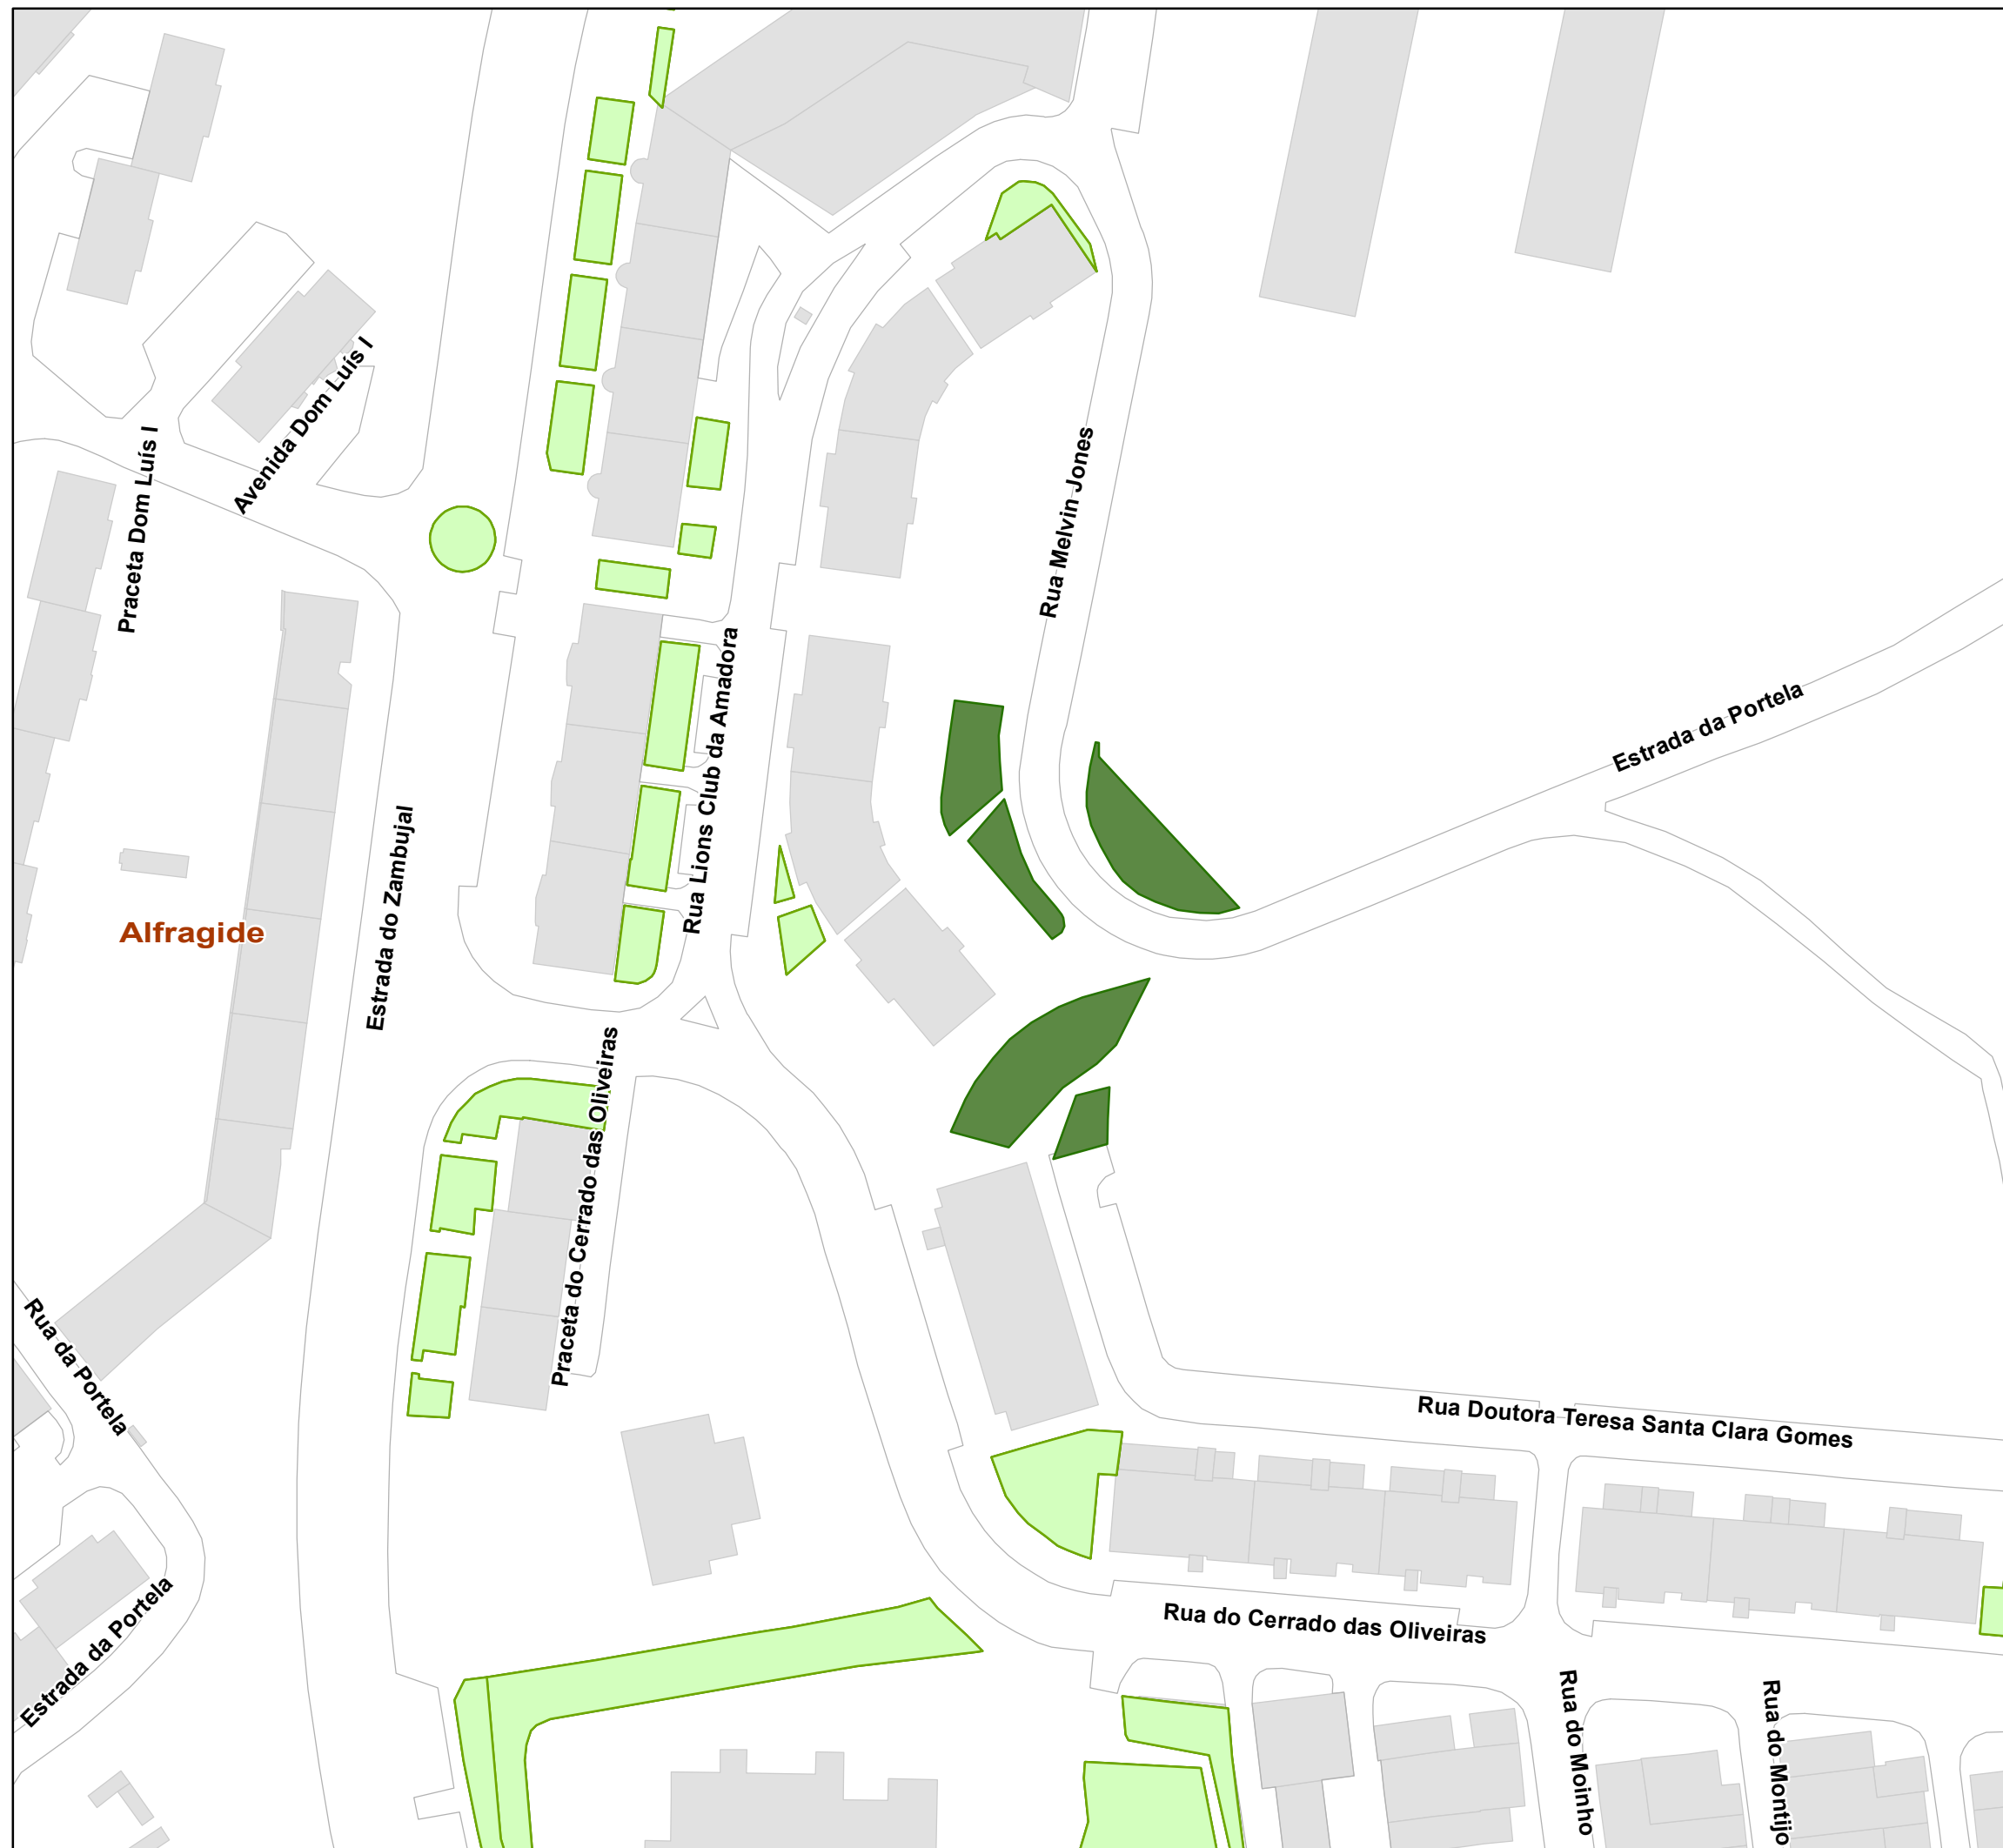 Avenida Dom Luís I
Praceta Dom Luís I
Rua Melvin Jones
Estrada da Portela
Rua Lions Club da Amadora
Estrada do Zambujal
Alfragide
Praceta do Cerrado das Oliveiras
Rua da Portela
Rua Doutora Teresa Santa Clara Gomes
Estrada da Portela
Rua do Cerrado das Oliveiras
Rua do Moinho
Rua do Montijo